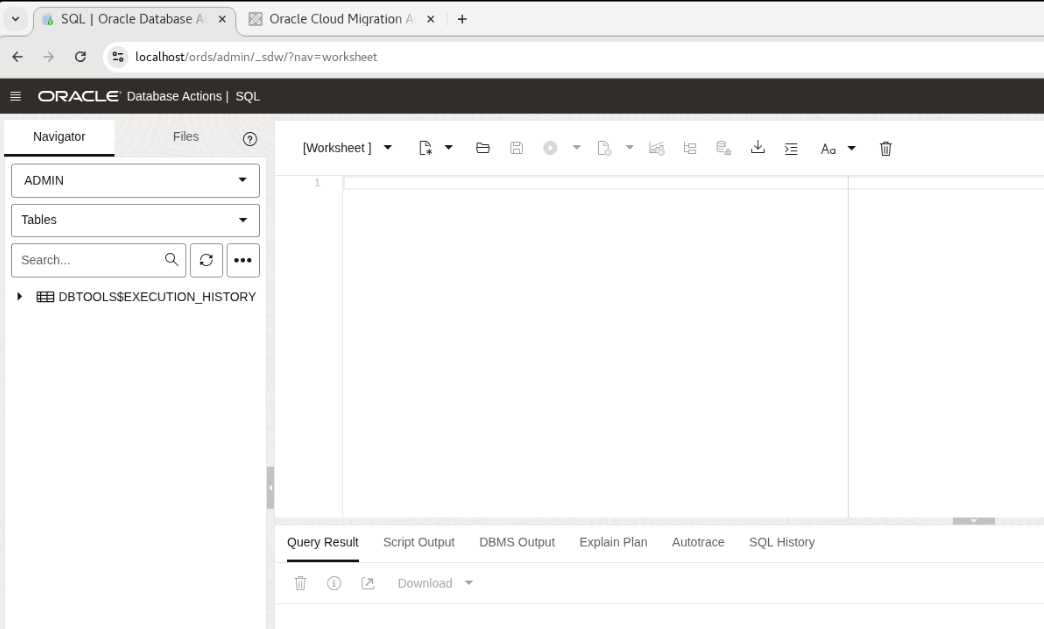 SQL | Oracle Database A
Oracle Cloud Migration A
localhost/ords/admin/_sdw/?nav=worksheet
ORACLE Database Actions | SQL
Navigator
Files
[Worksheet ]
Aa
ADMIN
Tables
Search...
DBTOOLS$EXECUTION_HISTORY
1
Query Result
Script Output
DBMS Output
Explain Plan
Autotrace
SQL History
Download